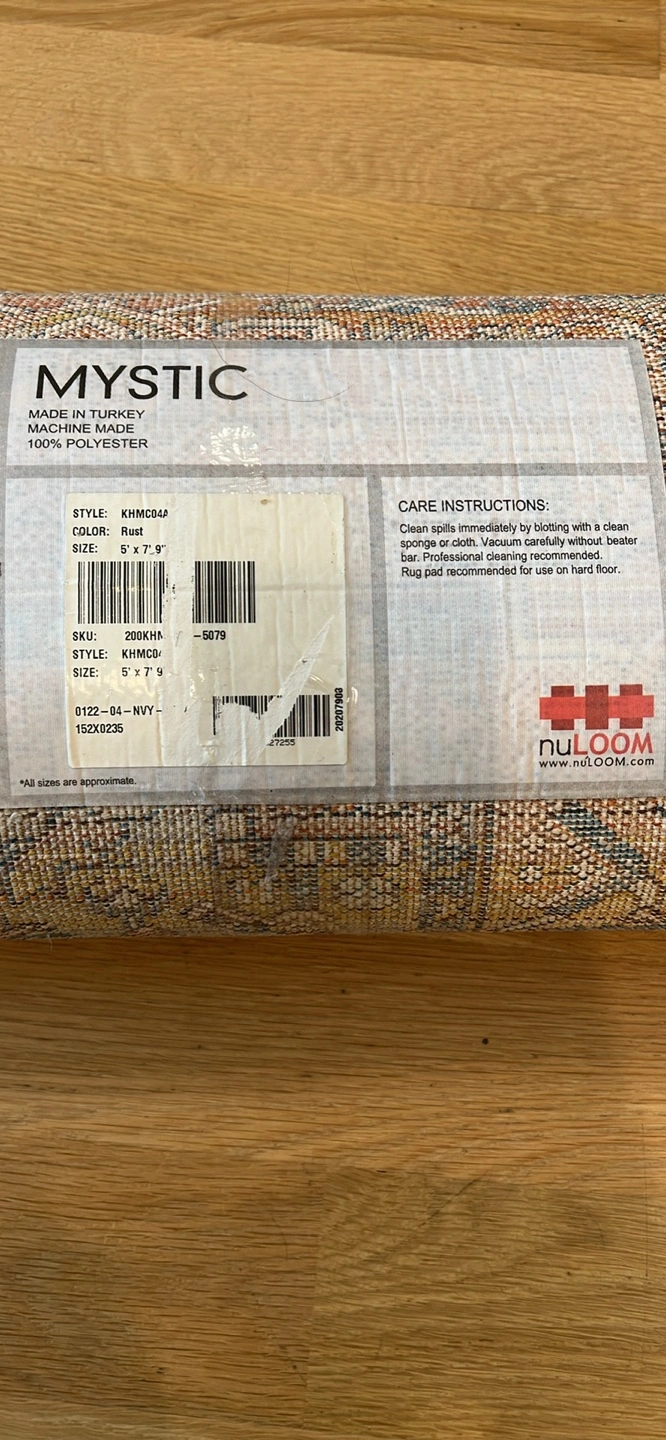 MYSTIC
MADE IN TURKEY
MACHINE MADE
100% POLYESTER
STYLE: KHMC04A
COLOR: Rust
SIZE: 5' x 7' 9"
SKU: 200KHM -5079
STYLE: KHMC04
SIZE: 5' x 7' 9
0122-04-NVY-
152X0235
27255
20207908
*All sizes are approximate.
CARE INSTRUCTIONS:
Clean spills immediately by blotting with a clean
sponge or cloth. Vacuum carefully without beater
bar. Professional cleaning recommended.
Rug pad recommended for use on hard floor.
nuLOOM
www.nuLOOM.com